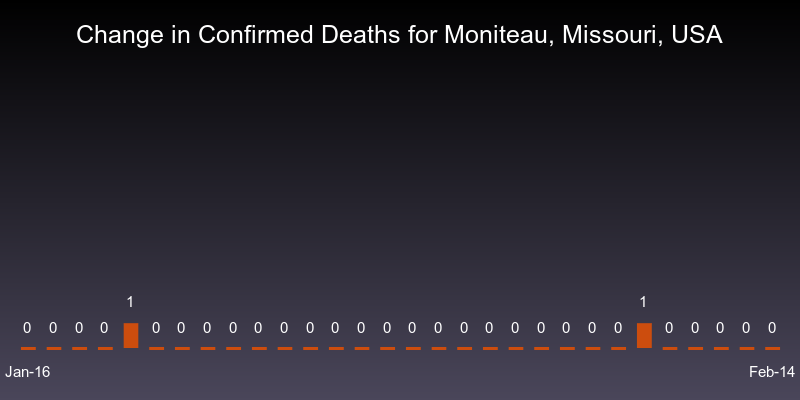 Change in Confirmed Deaths for Moniteau, Missouri, USA
1 1
0 0 0 0 0 0 0 0 0 0 0 0 0 0 0 0 0 0 0 0 0 0 0 0 0 0 0 0
Jan-16 Feb-14